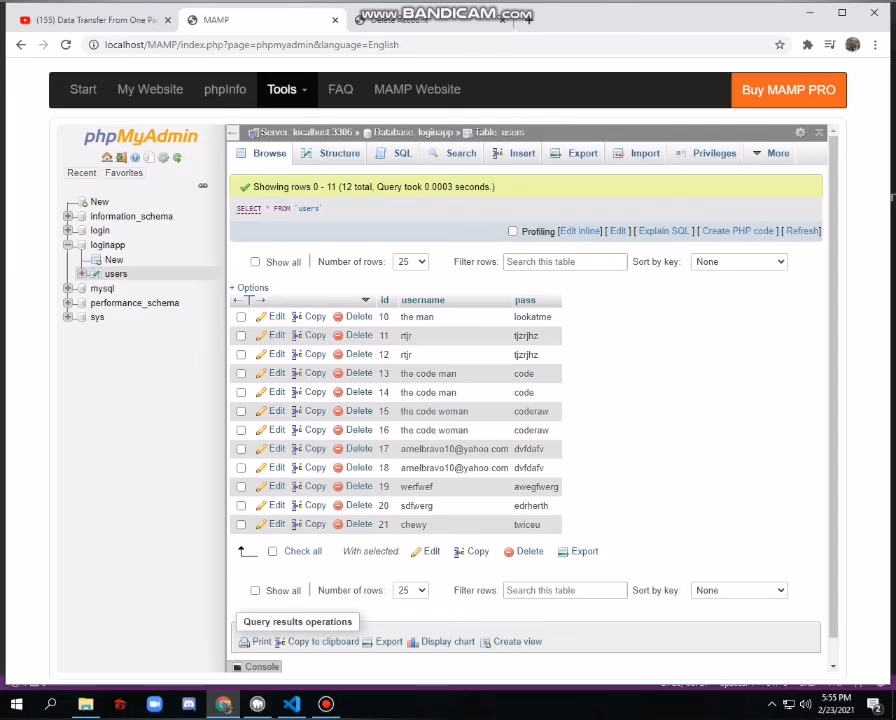 www.BANDICAM.com
(155) Data Transfer From One Pa
MAMP
Delete Account
localhost/MAMP/index.php?page=phpmyadmin&language=English
Start My Website phpInfo Tools FAQ MAMP Website Buy MAMP PRO
phpMyAdmin
Recent Favorites
New
information_schema
login
loginapp
New
users
mysql
performance_schema
sys
Server: localhost:3306 » Database: loginapp » Table: users
Browse Structure SQL Search Insert Export Import Privileges More
Showing rows 0 - 11 (12 total, Query took 0.0003 seconds.)
SELECT * FROM `users`
Profiling [Edit inline] [ Edit ] [ Explain SQL ] [ Create PHP code ] [ Refresh]
Show all Number of rows: 25 Filter rows: Search this table Sort by key: None
+ Options
←T→ id username pass
Edit Copy Delete 10 the man lookatme
Edit Copy Delete 11 rtjr tjzrjhz
Edit Copy Delete 12 rtjr tjzrjhz
Edit Copy Delete 13 the code man code
Edit Copy Delete 14 the code man code
Edit Copy Delete 15 the code woman coderaw
Edit Copy Delete 16 the code woman coderaw
Edit Copy Delete 17 arnelbravo10@yahoo.com dvfdafv
Edit Copy Delete 18 arnelbravo10@yahoo.com dvfdafv
Edit Copy Delete 19 werfwef awegfwerg
Edit Copy Delete 20 sdfwerg edrherth
Edit Copy Delete 21 chewy twiceu
Check all With selected: Edit Copy Delete Export
Show all Number of rows: 25 Filter rows: Search this table Sort by key: None
Query results operations
Print Copy to clipboard Export Display chart Create view
Console
5:55 PM
2/23/2021
2